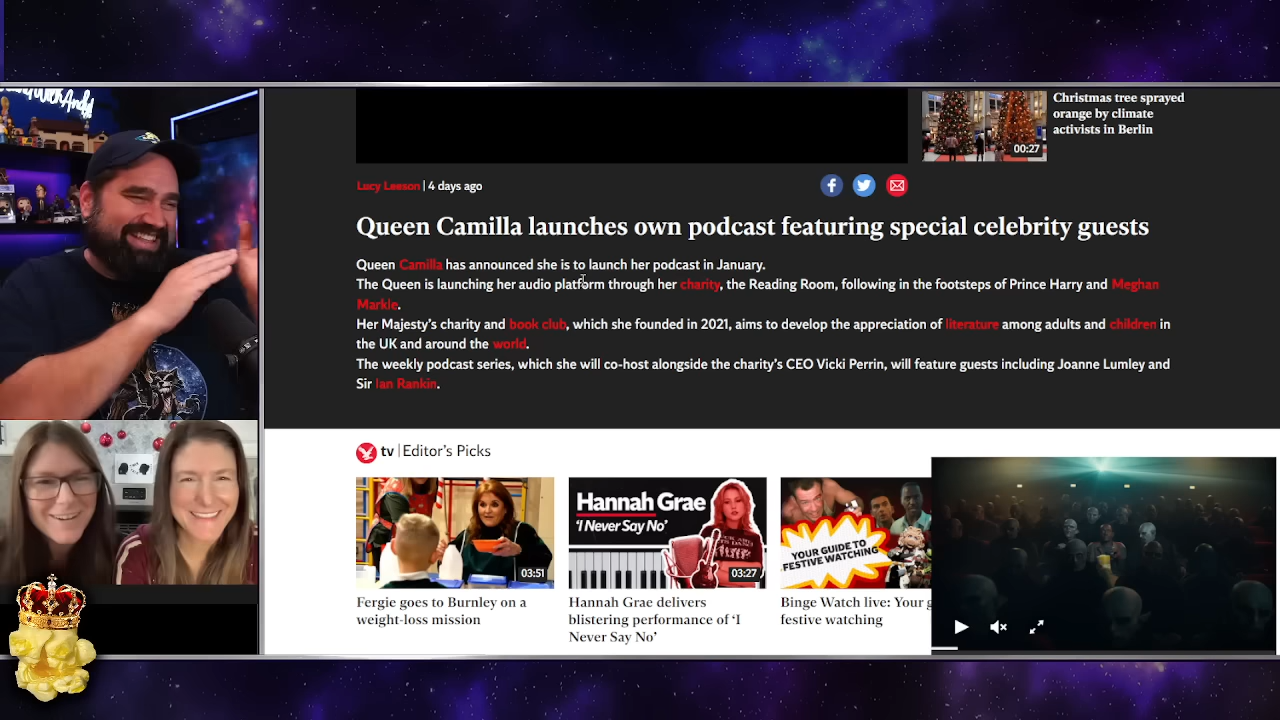 WithAndy
Christmas tree sprayed
orange by climate
activists in Berlin
00:27
Lucy Leeson | 4 days ago
Queen Camilla launches own podcast featuring special celebrity guests
Queen Camilla has announced she is to launch her podcast in January.
The Queen is launching her audio platform through her charity, the Reading Room, following in the footsteps of Prince Harry and Meghan
Markle.
Her Majesty's charity and book club, which she founded in 2021, aims to develop the appreciation of literature among adults and children in
the UK and around the world.
The weekly podcast series, which she will co-host alongside the charity's CEO Vicki Perrin, will feature guests including Joanne Lumley and
Sir Ian Rankin.
tv | Editor's Picks
03:51
Hannah Grae
'I Never Say No'
03:27
YOUR GUIDE TO
FESTIVE WATCHING
Fergie goes to Burnley on a
weight-loss mission
Hannah Grae delivers
blistering performance of 'I
Never Say No'
Binge Watch live: Your g
festive watching